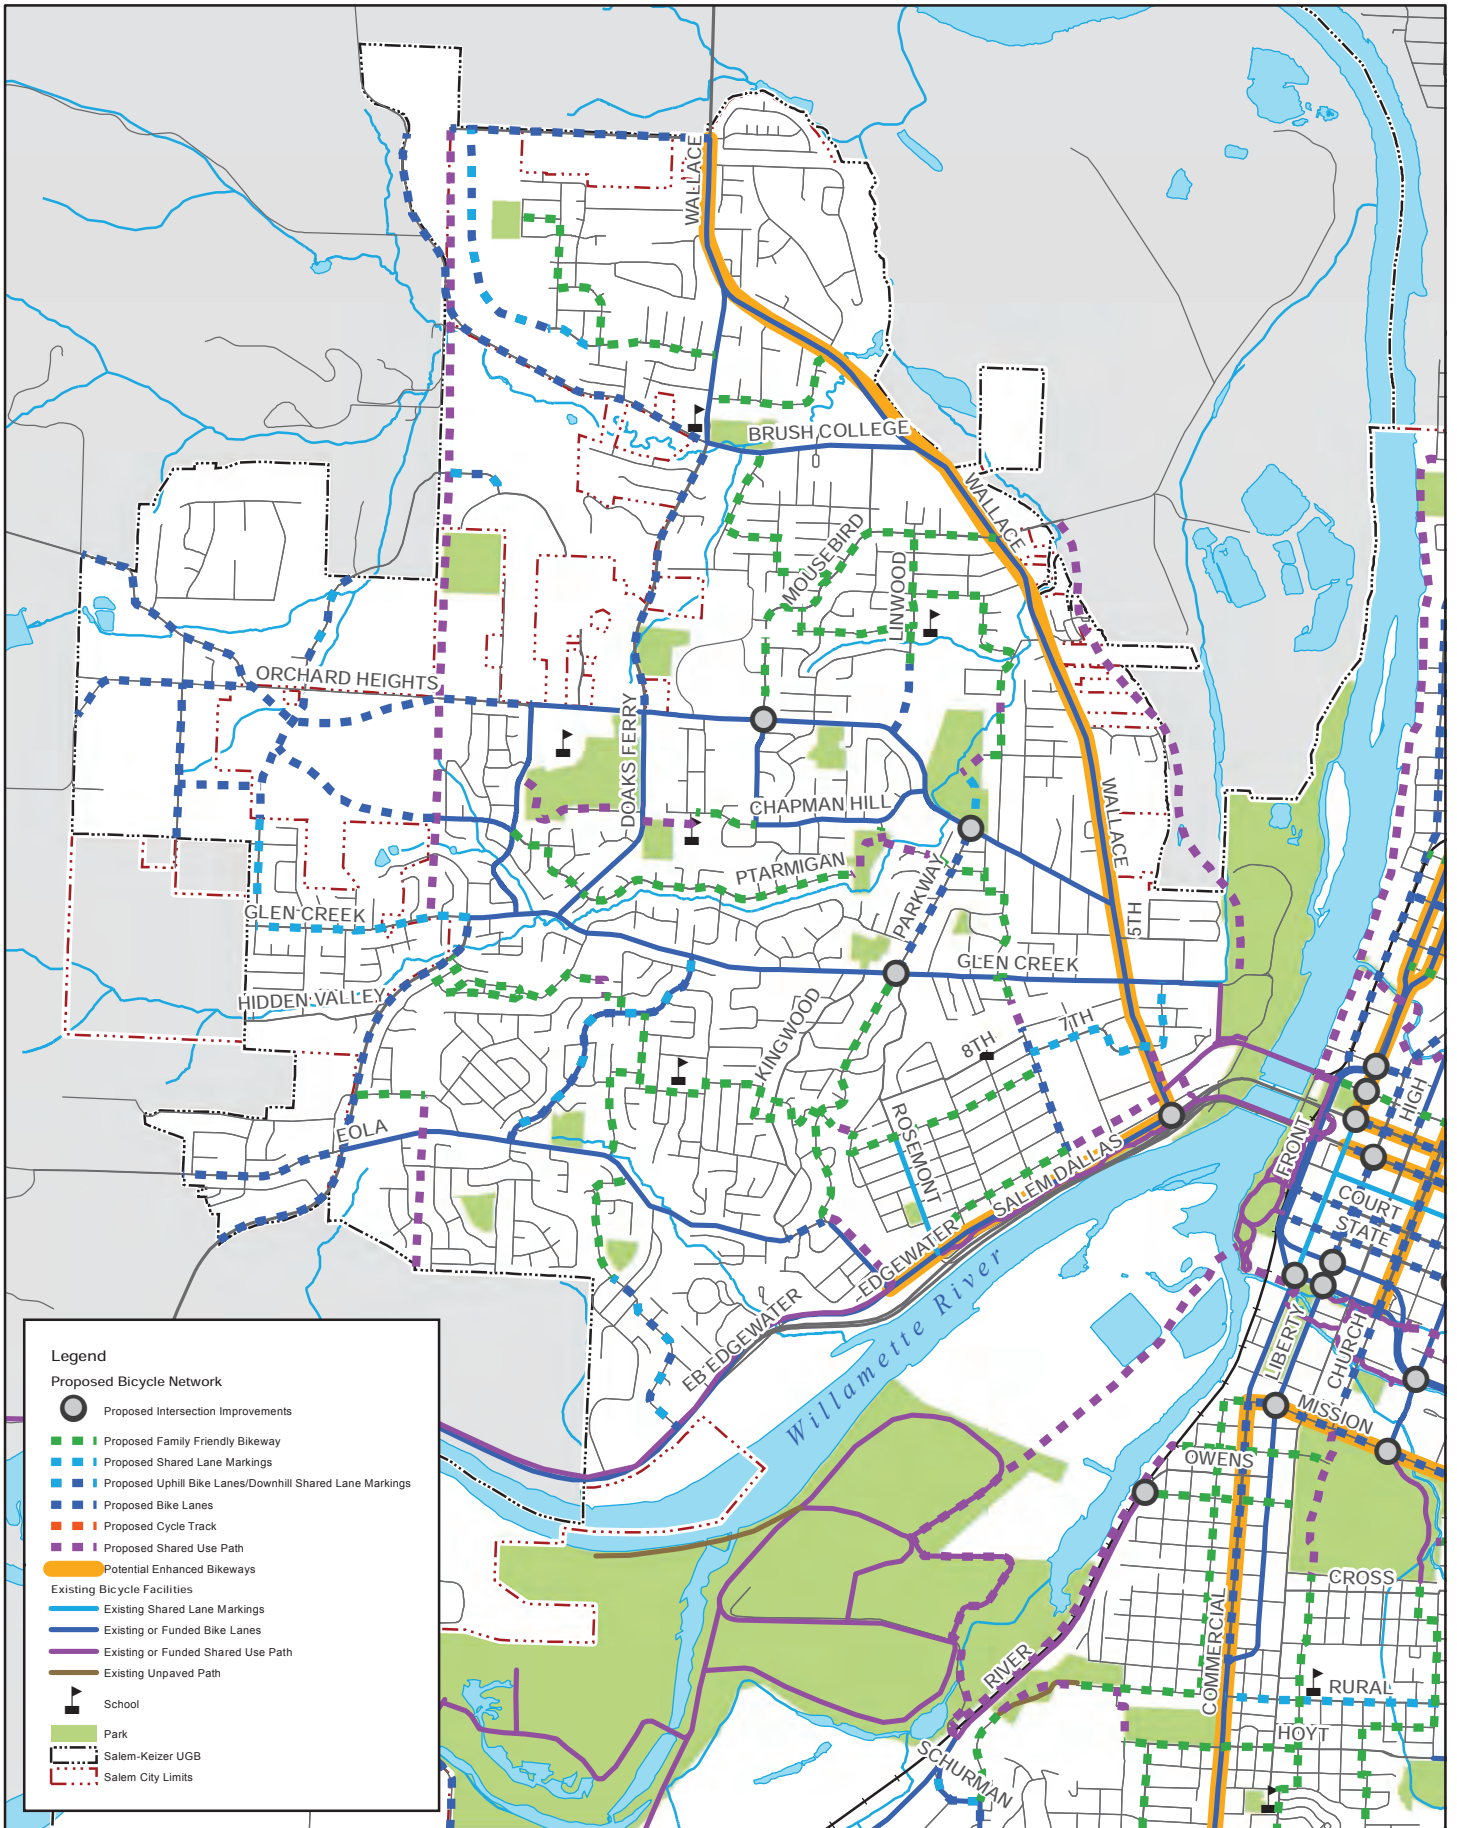 WALLACE
BRUSH COLLEGE
WALLACE
MOUSEBIRD
LINWOOD
ORCHARD HEIGHTS
DOAKS FERRY
CHAPMAN HILL
WALLACE
PTARMIGAN
PARKWAY
GLEN CREEK
5TH
GLEN CREEK
HIDDEN VALLEY
KINGWOOD
8TH
7TH
HIGH
EOLA
ROSEMONT
FRONT
SALEM DALLAS
COURT
STATE
EDGEWATER
EB EDGEWATER
Willamette River
LIBERTY
CHURCH
MISSION
OWENS
CROSS
COMMERCIAL
RIVER
RURAL
HOYT
SCHURMAN
Legend
Proposed Bicycle Network
Proposed Intersection Improvements
Proposed Family Friendly Bikeway
Proposed Shared Lane Markings
Proposed Uphill Bike Lanes/Downhill Shared Lane Markings
Proposed Bike Lanes
Proposed Cycle Track
Proposed Shared Use Path
Potential Enhanced Bikeways
Existing Bicycle Facilities
Existing Shared Lane Markings
Existing or Funded Bike Lanes
Existing or Funded Shared Use Path
Existing Unpaved Path
School
Park
Salem-Keizer UGB
Salem City Limits